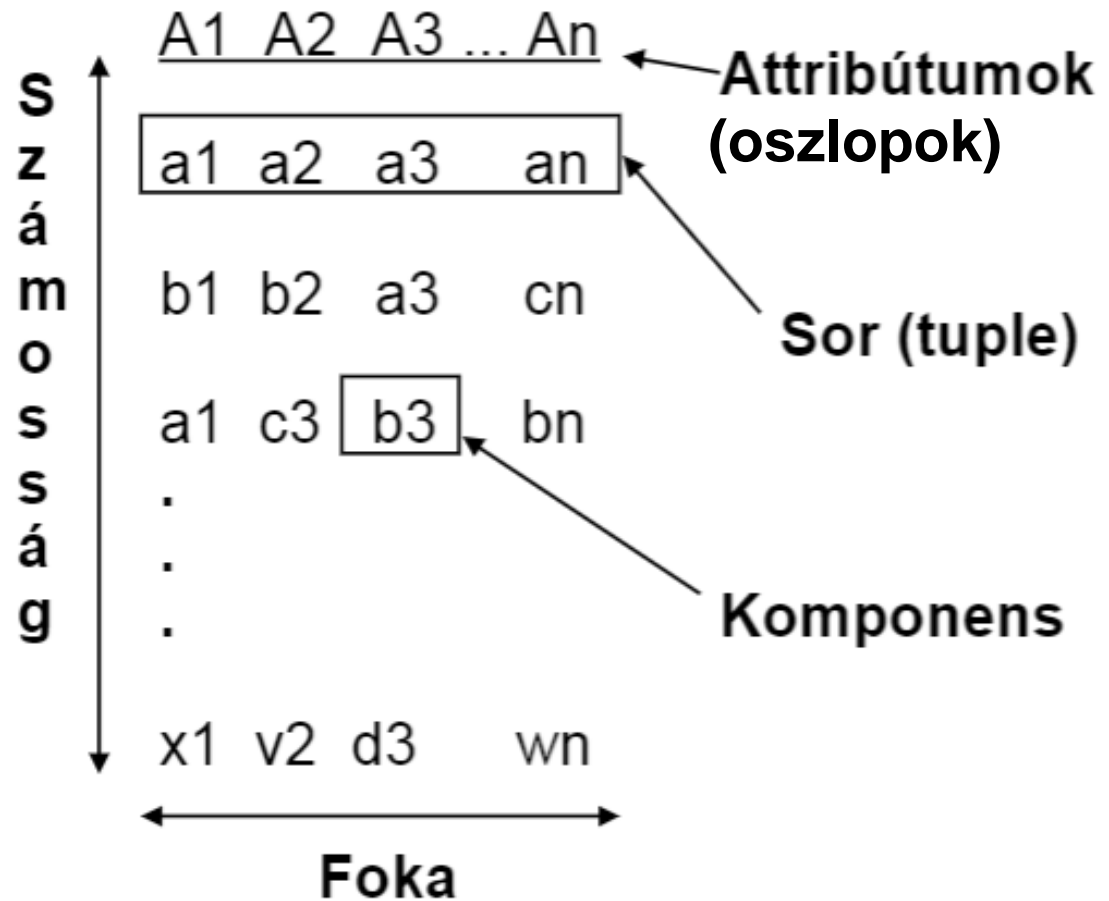 A1 A2 A3 ... An
Attribútumok
(oszlopok)
Számosság
a1 a2 a3 an
b1 b2 a3 cn
Sor (tuple)
a1 c3 b3 bn
.
.
Komponens
.
x1 v2 d3 wn
Foka